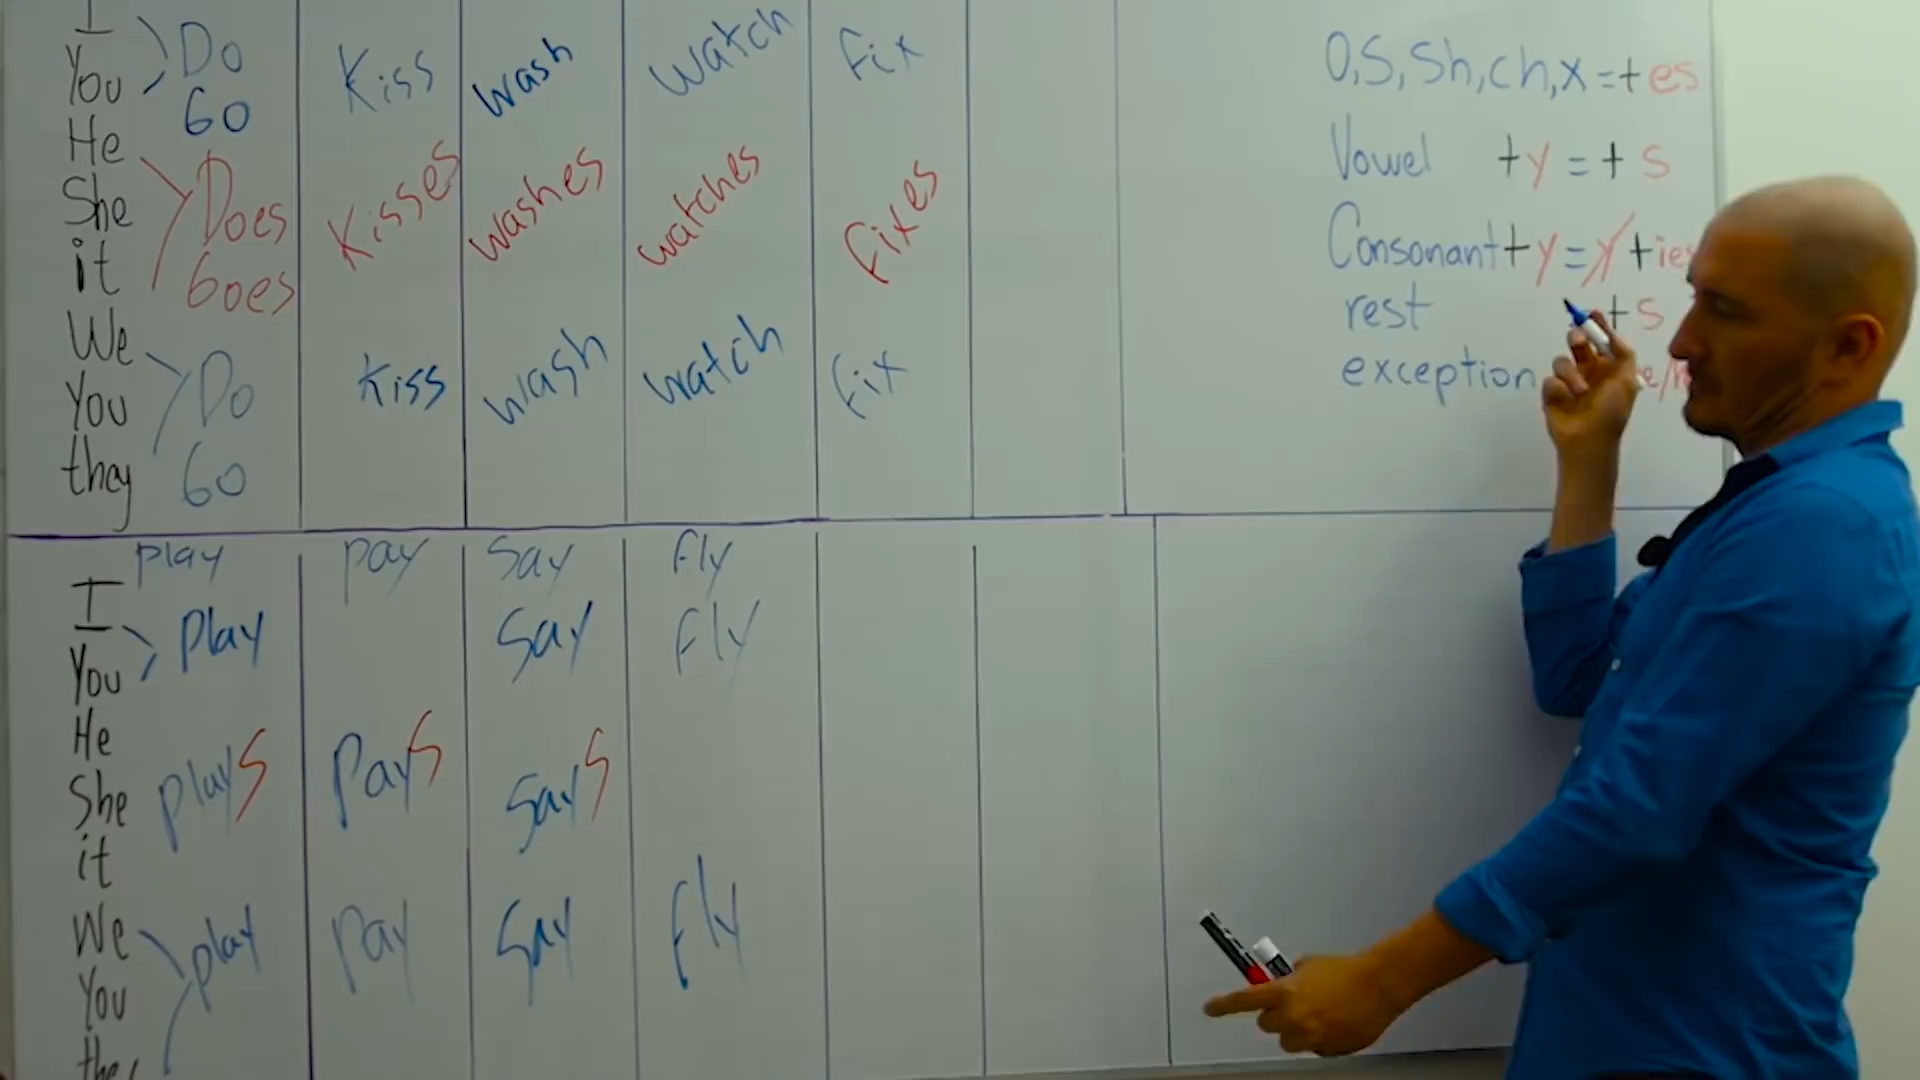 I
You
He
She
it
We
You
they
Do
Go
Does
Goes
Do
Go
Kiss
Kisses
Kiss
wash
washes
wash
watch
watches
watch
fix
fixes
fix
O,S,Sh,ch,x=+es
Vowel +y=+ s
Consonant+y=y+ies
rest +s
exception
play pay Say fly
I
You
He
She
it
We
You
Play
plays
play
Pays
Pay
Say
Says
Say
fly
fly